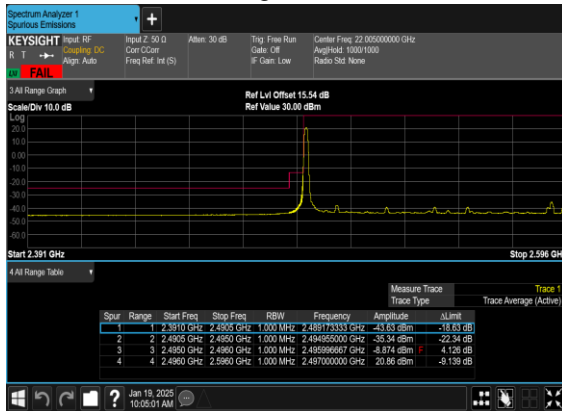 Spectrum Analyzer 1
Spurious Emissions
KEYSIGHT Input: RF Input Z: 50 Ω Atten: 30 dB Trig: Free Run Center Freq: 22.005000000 GHz
R T Coupling: DC Corr CCorr Gate: Off Avg|Hold: 1000/1000
Align: Auto Freq Ref: Int (S) IF Gain: Low Radio Std: None
FAIL
3 All Range Graph
Ref Lvl Offset 15.54 dB
Scale/Div 10.0 dB Ref Value 30.00 dBm
Log
20.0
10.0
0.00
-10.0
-20.0
-30.0
-40.0
-50.0
-60.0
Start 2.391 GHz Stop 2.596 GH
4 All Range Table
Measure Trace Trace 1
Trace Type Trace Average (Active)
Spur Range Start Freq Stop Freq RBW Frequency Amplitude ΔLimit
1 1 2.3910 GHz 2.4905 GHz 1.000 MHz 2.489173333 GHz -43.63 dBm -18.63 dB
2 2 2.4905 GHz 2.4950 GHz 1.000 MHz 2.494955000 GHz -35.34 dBm -22.34 dB
3 3 2.4950 GHz 2.4960 GHz 1.000 MHz 2.495996667 GHz -8.874 dBm F 4.126 dB
4 4 2.4960 GHz 2.5960 GHz 1.000 MHz 2.497000000 GHz 20.86 dBm -9.139 dB
Jan 19, 2025
10:05:01 AM